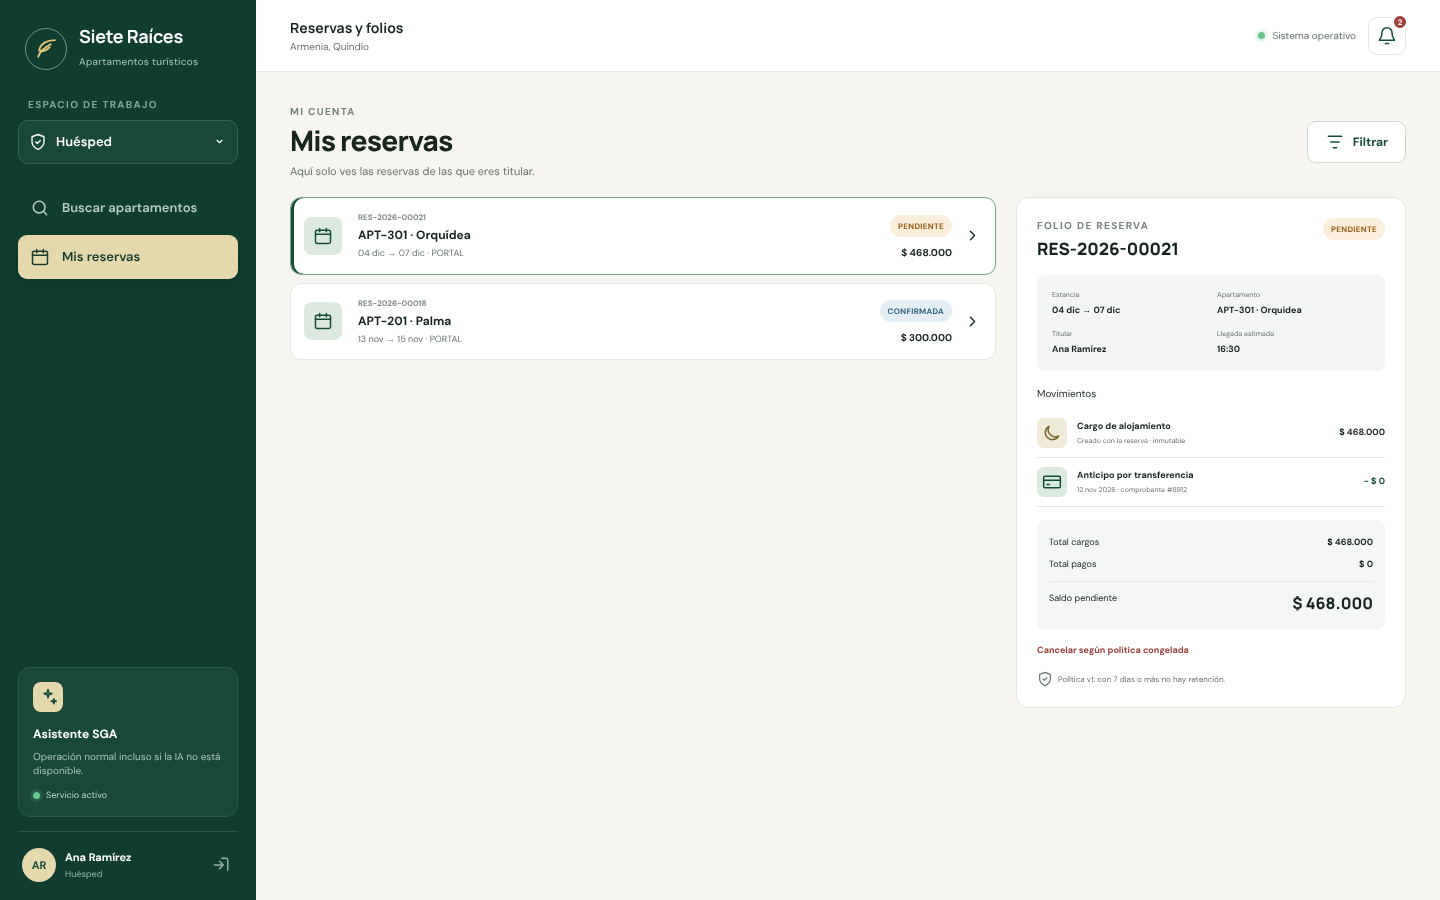 Siete Raíces
Apartamentos turísticos
ESPACIO DE TRABAJO
Huésped
Buscar apartamentos
Mis reservas
Asistente SGA
Operación normal incluso si la IA no está
disponible.
Servicio activo
AR
Ana Ramírez
Huésped
Reservas y folios
Armenia, Quindío
Sistema operativo
2
MI CUENTA
Mis reservas
Aquí solo ves las reservas de las que eres titular.
Filtrar
RES-2026-00021
APT-301 · Orquídea
04 dic → 07 dic · PORTAL
PENDIENTE
$ 468.000
RES-2026-00018
APT-201 · Palma
13 nov → 15 nov · PORTAL
CONFIRMADA
$ 300.000
FOLIO DE RESERVA
RES-2026-00021
PENDIENTE
Estancia
04 dic → 07 dic
Apartamento
APT-301 · Orquídea
Titular
Ana Ramírez
Llegada estimada
16:30
Movimientos
Cargo de alojamiento
Creado con la reserva · inmutable
$ 468.000
Anticipo por transferencia
12 nov 2026 · comprobante #8912
- $ 0
Total cargos
$ 468.000
Total pagos
$ 0
Saldo pendiente
$ 468.000
Cancelar según política congelada
Política v1: con 7 días o más no hay retención.